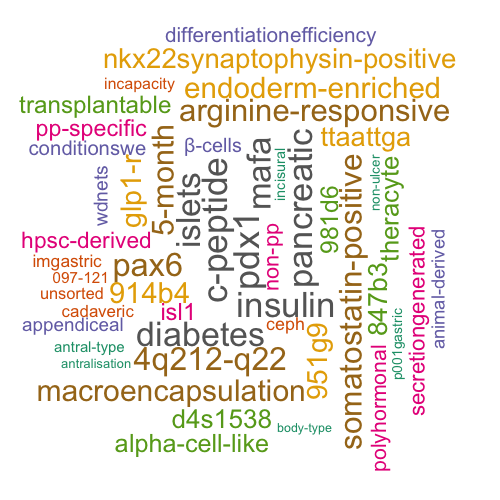 differentiationefficiency
nkx22synaptophysin-positive
incapacity
endoderm-enriched
transplantable
arginine-responsive
pp-specific
ttaattga
conditionswe
β-cells
wdnets
glp1-r
5-month
islets
c-peptide
pdx1
mafa
incisural
pancreatic
non-pp
981d6
somatostatin-positive
non-ulcer
theracyte
hpsc-derived
imgastric
pax6
097-121
unsorted
914b4
cadaveric
isl1
insulin
847b3
secretiongenerated
animal-derived
appendiceal
diabetes
ceph
951g9
p001gastric
antral-type
antralisation
4q212-q22
macroencapsulation
polyhormonal
d4s1538
body-type
alpha-cell-like